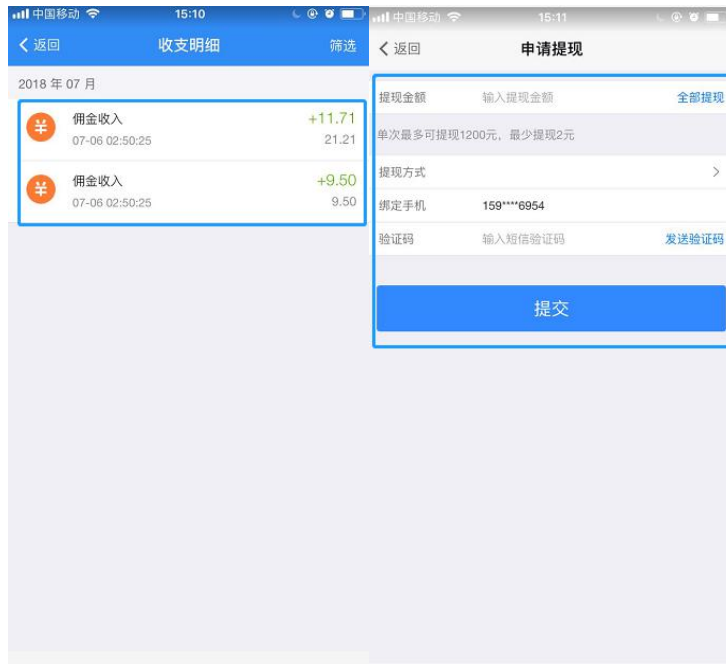 中国移动 15:10
返回 收支明细 筛选
2018 年 07 月
佣金收入 +11.71
07-06 02:50:25 21.21
佣金收入 +9.50
07-06 02:50:25 9.50
中国移动 15:11
返回 申请提现
提现金额 输入提现金额 全部提现
单次最多可提现1200元，最少提现2元
提现方式
绑定手机 159****6954
验证码 输入短信验证码 发送验证码
提交